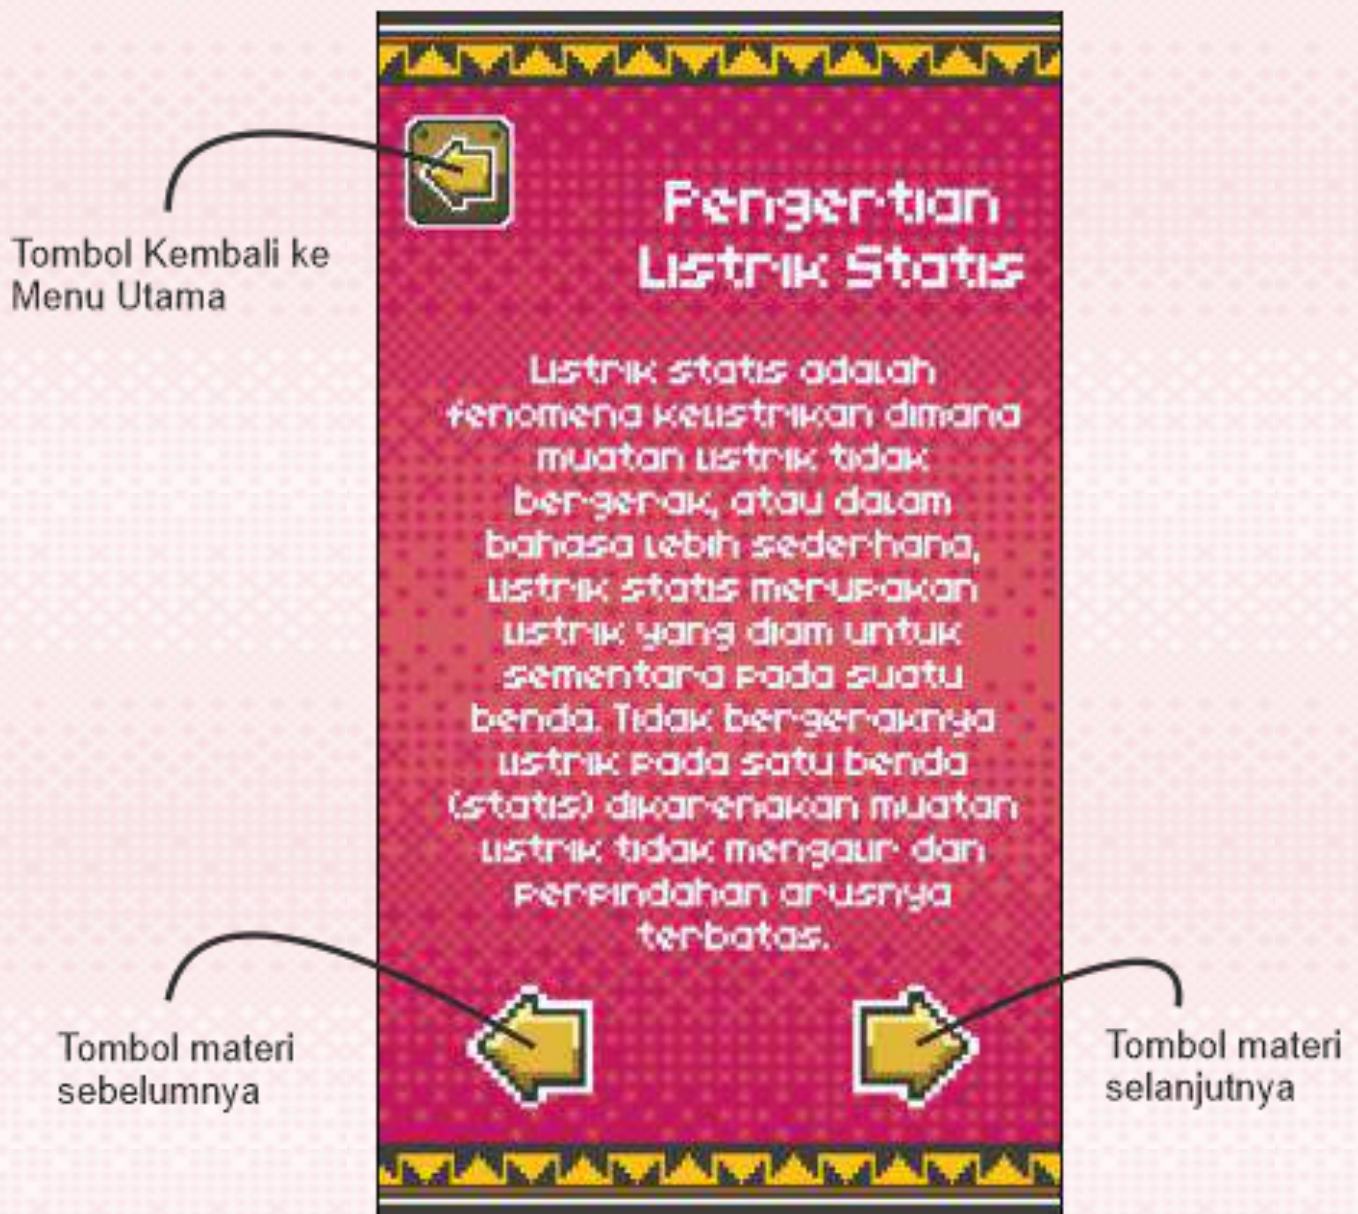 Pengertian
Listrik Statis
Tombol Kembali ke
Menu Utama
Listrik statis adalah
fenomena kelistrikan dimana
muatan listrik tidak
bergerak, atau dalam
bahasa lebih sederhana,
listrik statis merupakan
listrik yang diam untuk
sementara pada suatu
benda. Tidak bergeraknya
listrik pada satu benda
(statis) dikarenakan muatan
listrik tidak mengalir dan
perpindahan arusnya
terbatas.
Tombol materi
sebelumnya
Tombol materi
selanjutnya